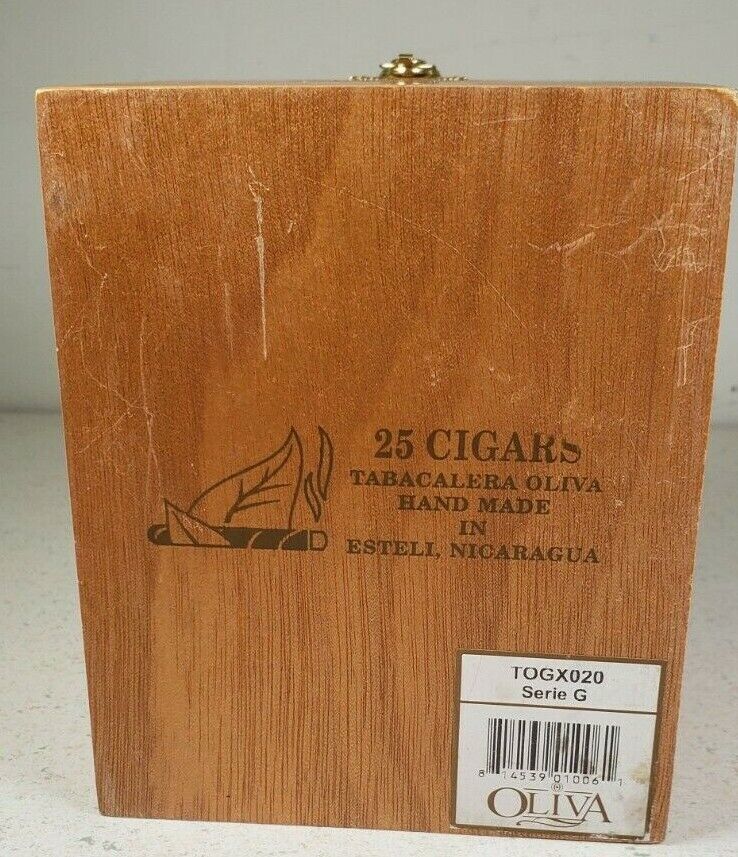 25 CIGARS
TABACALERA OLIVA
HAND MADE
IN
ESTELI, NICARAGUA
TOGX020
Serie G
8 14539 01006 1
OLIVA